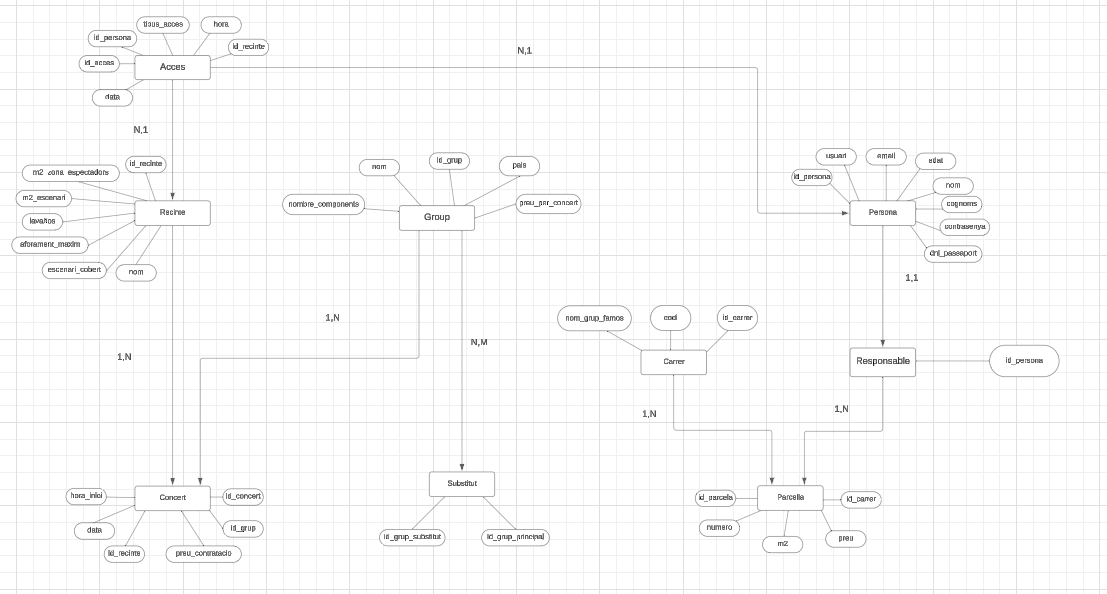 tipus_acces
hora
id_persona
id_recinte
N,1
id_acces
Acces
data
N,1
m2_zona_espectadors
id_recinte
m2_escenari
lavabos
Recinte
aforament_maxim
escenari_cobert
nom
nom
id_grup
pais
nombre_components
preu_per_concert
Group
usuari
email
edat
id_persona
nom
cognoms
Persona
contrasenya
dni_passaport
1,1
1,N
N,M
1,N
nom_grup_famos
codi
id_carrer
Carrer
Responsable
id_persona
1,N
1,N
hora_inici
Concert
id_concert
data
id_grup
id_recinte
preu_contratacio
Substitut
id_grup_substitut
id_grup_principal
id_parcela
Parcella
id_carrer
numero
m2
preu